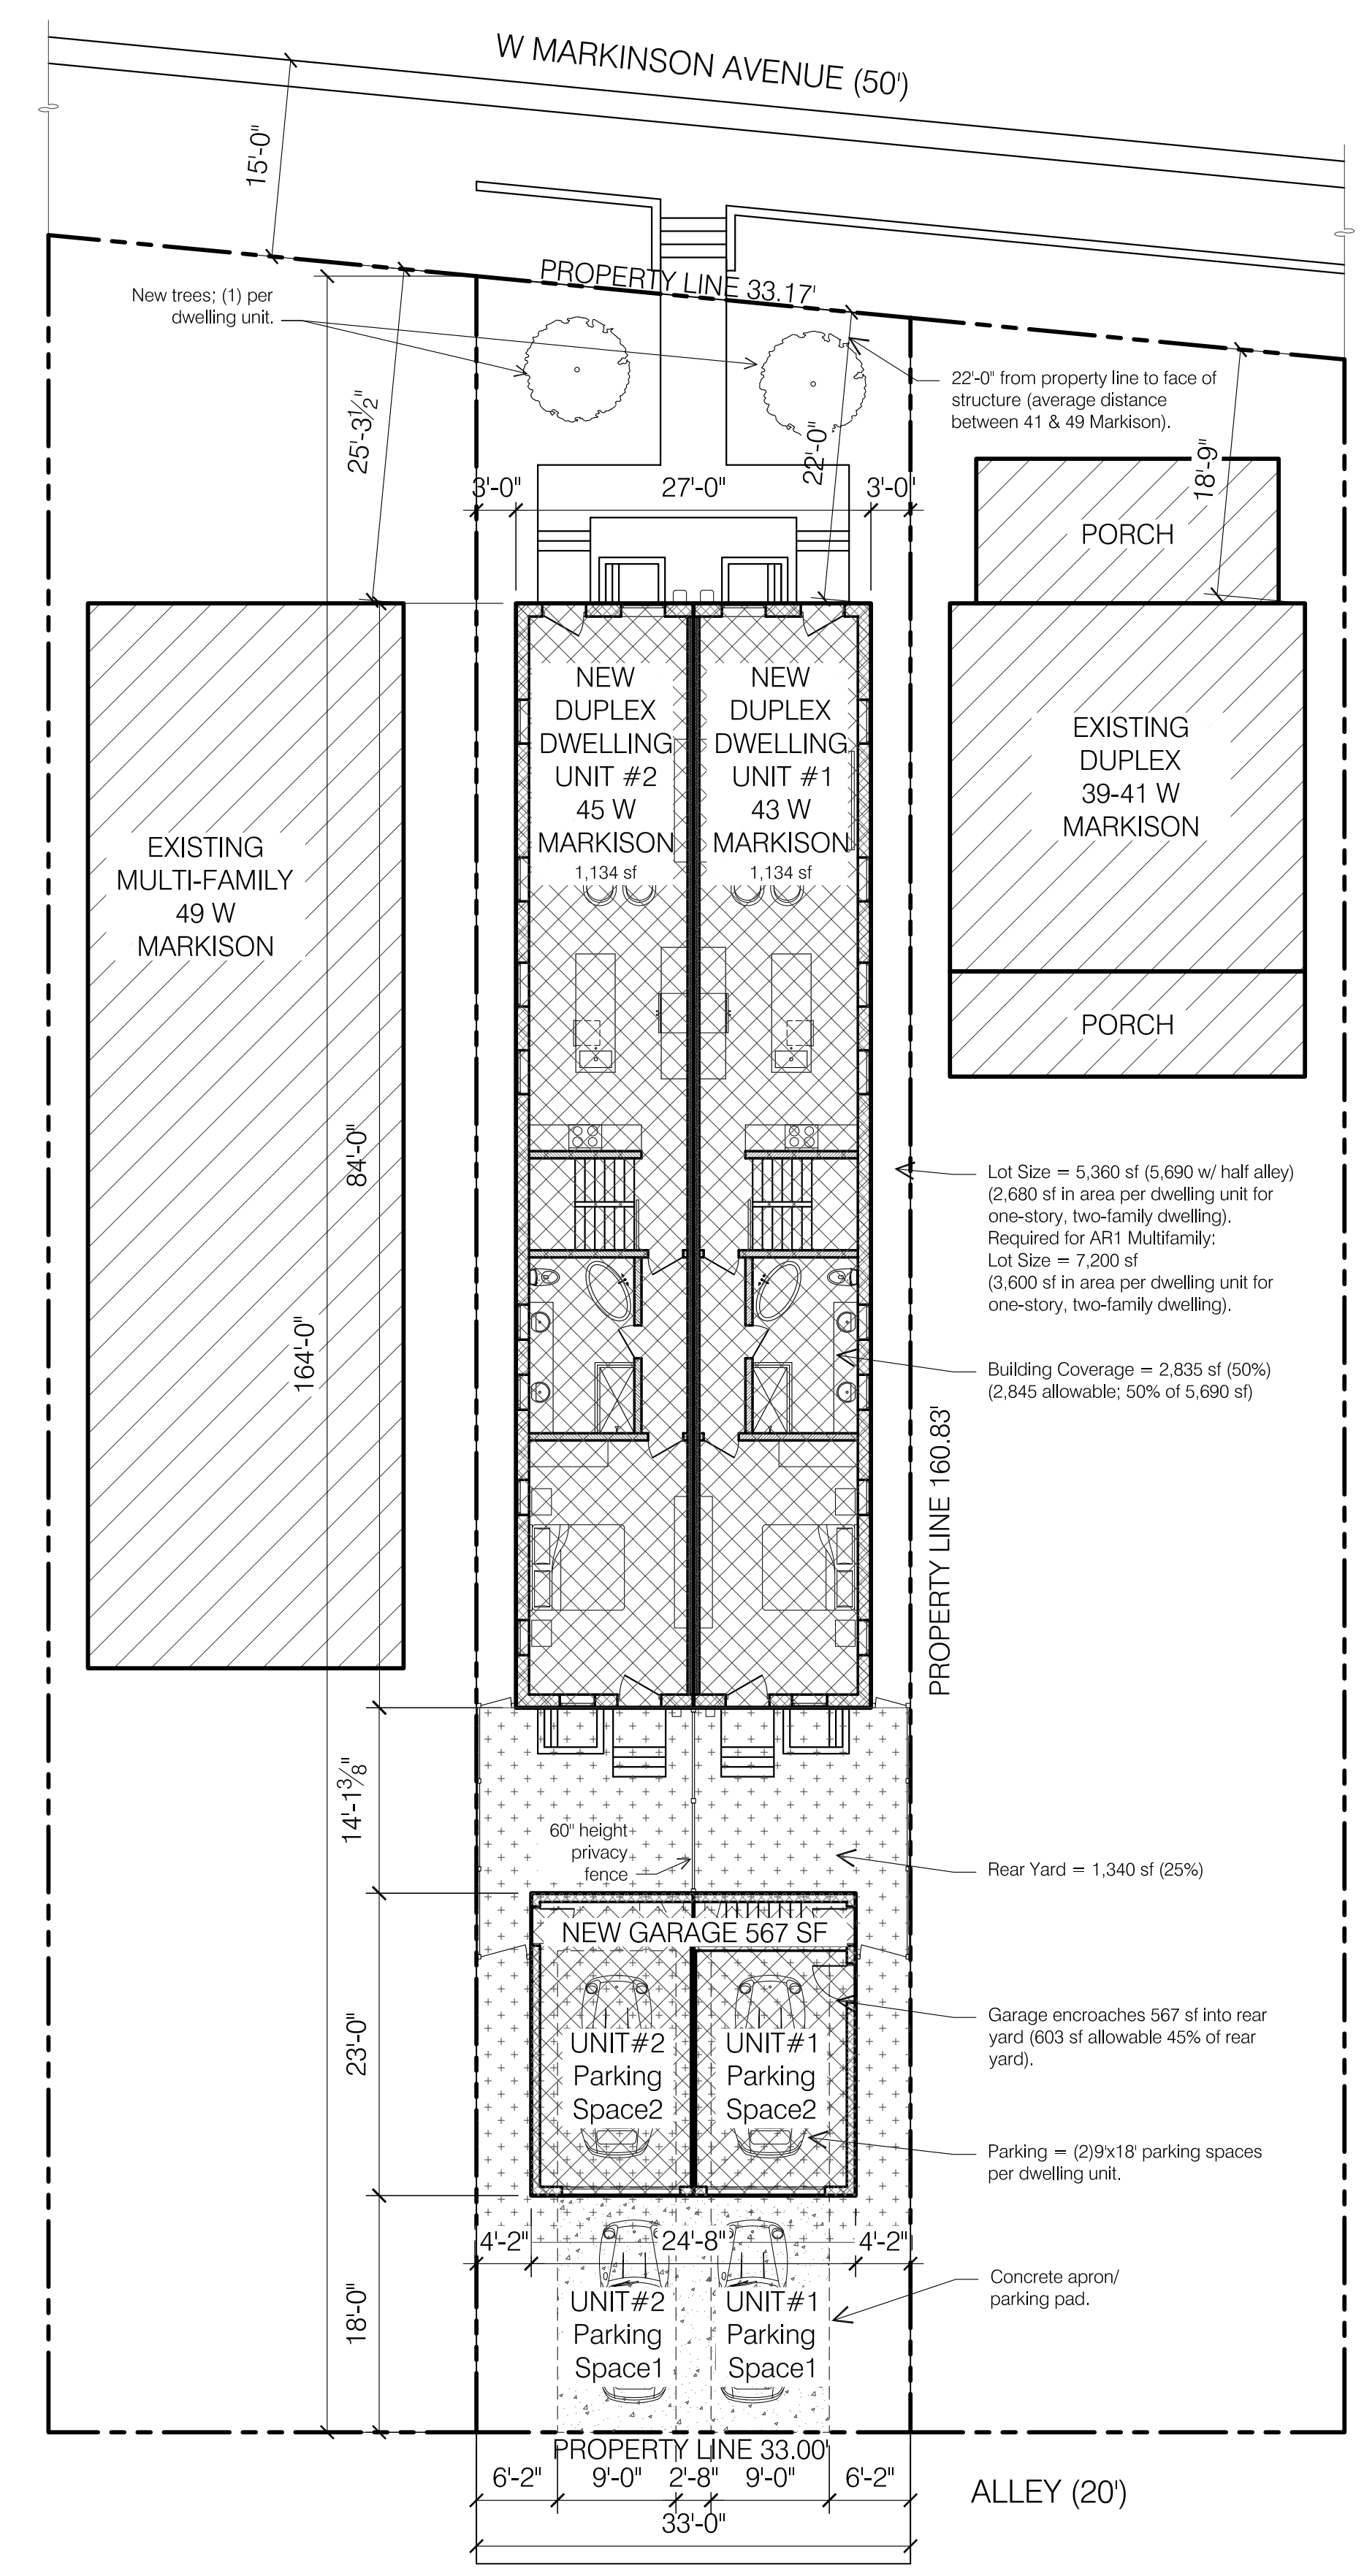 W MARKINSON AVENUE (50')
15'-0"
PROPERTY LINE 33.17'
New trees; (1) per
dwelling unit.
22'-0" from property line to face of
structure (average distance
between 41 & 49 Markison).
25'-3½"
22'-0"
18'-9"
3'-0"
27'-0"
3'-0'
PORCH
NEW
DUPLEX
DWELLING
UNIT #2
45 W
MARKISON
1,134 sf
NEW
DUPLEX
DWELLING
UNIT #1
43 W
MARKISON
1,134 sf
EXISTING
DUPLEX
39-41 W
MARKISON
EXISTING
MULTI-FAMILY
49 W
MARKISON
PORCH
84'-0"
164'-0"
Lot Size = 5,360 sf (5,690 w/ half alley)
(2,680 sf in area per dwelling unit for
one-story, two-family dwelling).
Required for AR1 Multifamily:
Lot Size = 7,200 sf
(3,600 sf in area per dwelling unit for
one-story, two-family dwelling).
Building Coverage = 2,835 sf (50%)
(2,845 allowable; 50% of 5,690 sf)
PROPERTY LINE 160.83'
14'-1⅜"
60" height
privacy
fence
Rear Yard = 1,340 sf (25%)
NEW GARAGE 567 SF
Garage encroaches 567 sf into rear
yard (603 sf allowable 45% of rear
yard).
23'-0"
UNIT#2
Parking
Space2
UNIT#1
Parking
Space2
Parking = (2)9'x18' parking spaces
per dwelling unit.
4'-2"
24'-8"
4'-2"
18'-0"
UNIT#2
Parking
Space1
UNIT#1
Parking
Space1
Concrete apron/
parking pad.
PROPERTY LINE 33.00'
6'-2"
9'-0"
2'-8"
9'-0"
6'-2"
33'-0"
ALLEY (20')